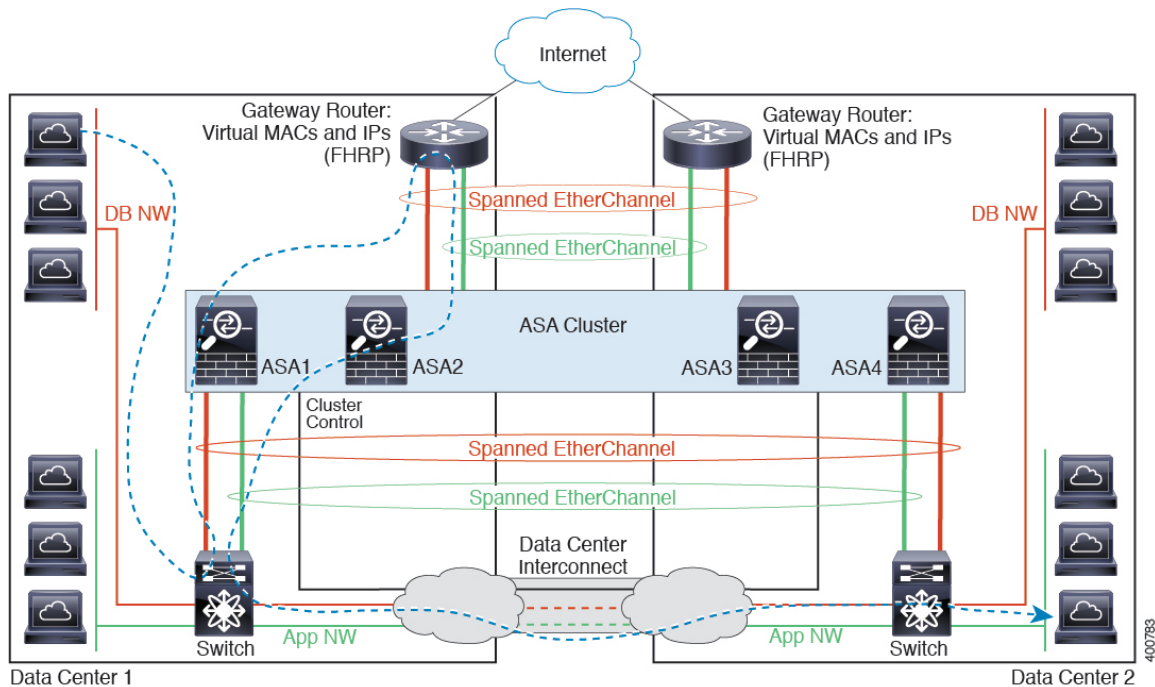 Internet
Gateway Router:
Virtual MACs and IPs
(FHRP)
Gateway Router:
Virtual MACs and IPs
(FHRP)
DB NW
Spanned EtherChannel
DB NW
Spanned EtherChannel
ASA Cluster
ASA1
ASA2
ASA3
ASA4
Cluster
Control
Spanned EtherChannel
Spanned EtherChannel
Data Center
Interconnect
Switch
App NW
App NW
Switch
400783
Data Center 1
Data Center 2